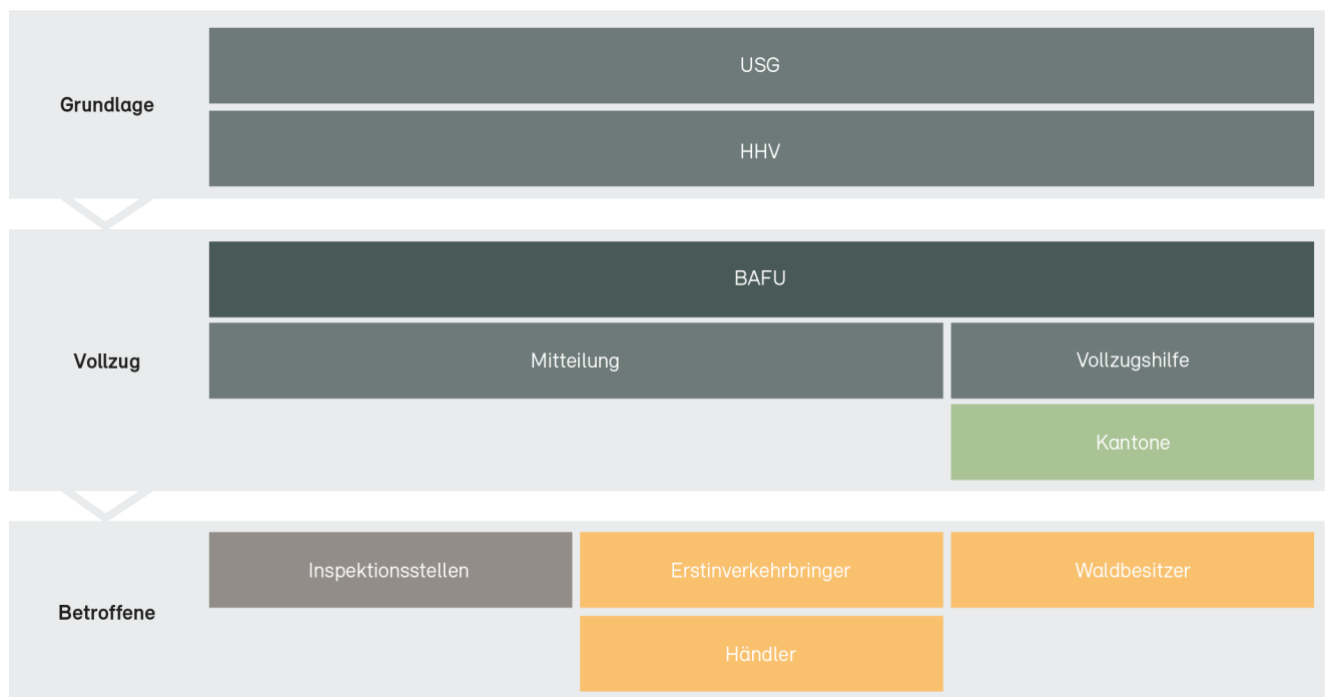 Grundlage
USG
HHV
Vollzug
BAFU
Mitteilung
Vollzugshilfe
Kantone
Betroffene
Inspektionsstellen
Erstinverkehrbringer
Waldbesitzer
Händler